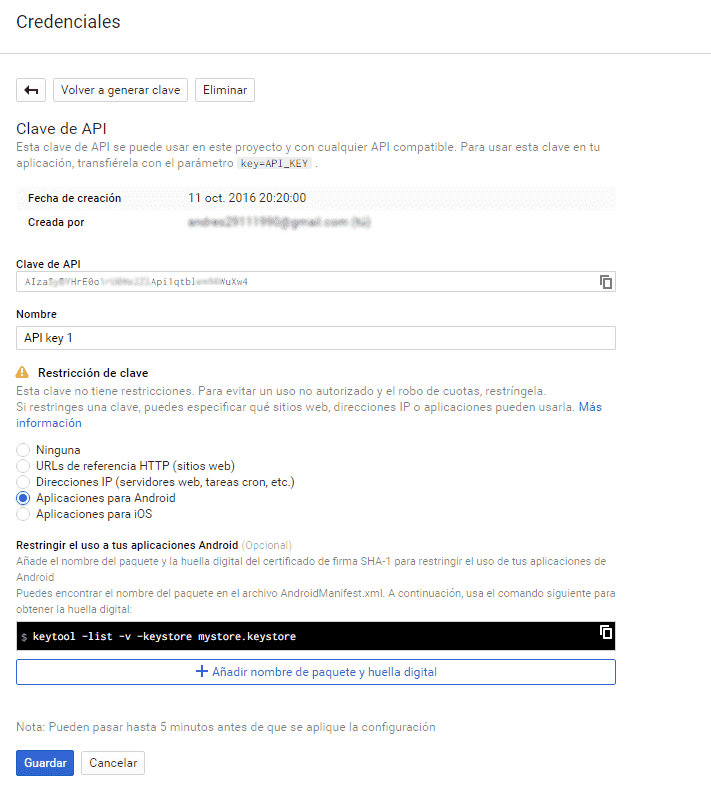 Credenciales
Volver a generar clave Eliminar
Clave de API
Esta clave de API se puede usar en este proyecto y con cualquier API compatible. Para usar esta clave en tu
aplicación, transfiérela con el parámetro key=API_KEY .
Fecha de creación 11 oct. 2016 20:20:00
Creada por
Clave de API
Nombre
API key 1
Restricción de clave
Esta clave no tiene restricciones. Para evitar un uso no autorizado y el robo de cuotas, restríngela.
Si restringes una clave, puedes especificar qué sitios web, direcciones IP o aplicaciones pueden usarla. Más
información
Ninguna
URLs de referencia HTTP (sitios web)
Direcciones IP (servidores web, tareas cron, etc.)
Aplicaciones para Android
Aplicaciones para iOS
Restringir el uso a tus aplicaciones Android (Opcional)
Añade el nombre del paquete y la huella digital del certificado de firma SHA-1 para restringir el uso de tus aplicaciones de
Android
Puedes encontrar el nombre del paquete en el archivo AndroidManifest.xml. A continuación, usa el comando siguiente para
obtener la huella digital:
$ keytool -list -v -keystore mystore.keystore
+ Añadir nombre de paquete y huella digital
Nota: Pueden pasar hasta 5 minutos antes de que se aplique la configuración
Guardar Cancelar